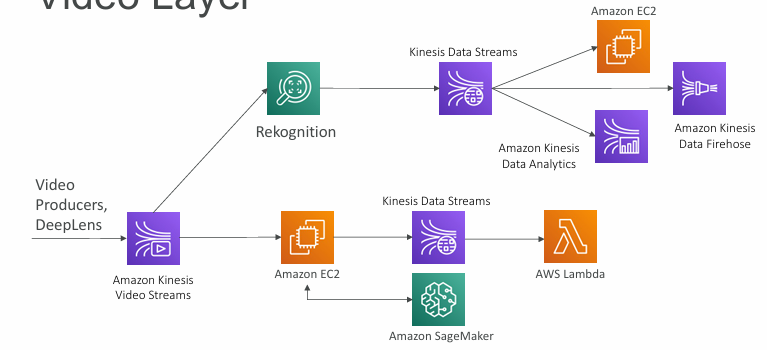 Video Layer
Amazon EC2
Kinesis Data Streams
Rekognition
Amazon Kinesis
Data Analytics
Amazon Kinesis
Data Firehose
Video
Producers,
DeepLens
Kinesis Data Streams
Amazon Kinesis
Video Streams
Amazon EC2
AWS Lambda
Amazon SageMaker